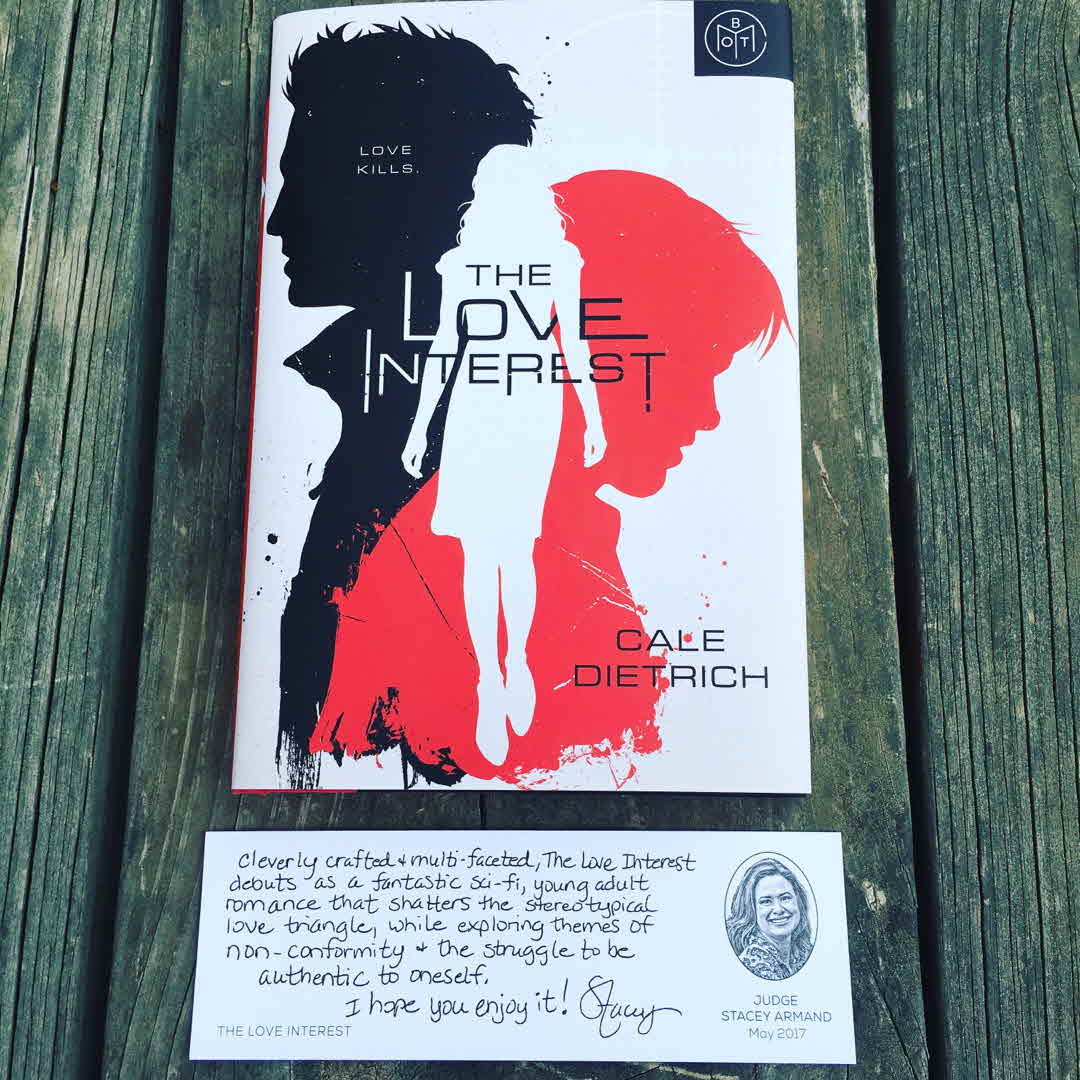 B
OTM
LOVE
KILLS.
THE
LOVE
INTEREST
CALE
DIETRICH
Cleverly crafted & multi-faceted, The Love Interest
debuts as a fantastic sci-fi, young adult
romance that shatters the stereotypical
love triangle, while exploring themes of
non-conformity & the struggle to be
authentic to oneself.
I hope you enjoy it! Stacey
THE LOVE INTEREST
JUDGE
STACEY ARMAND
May 2017